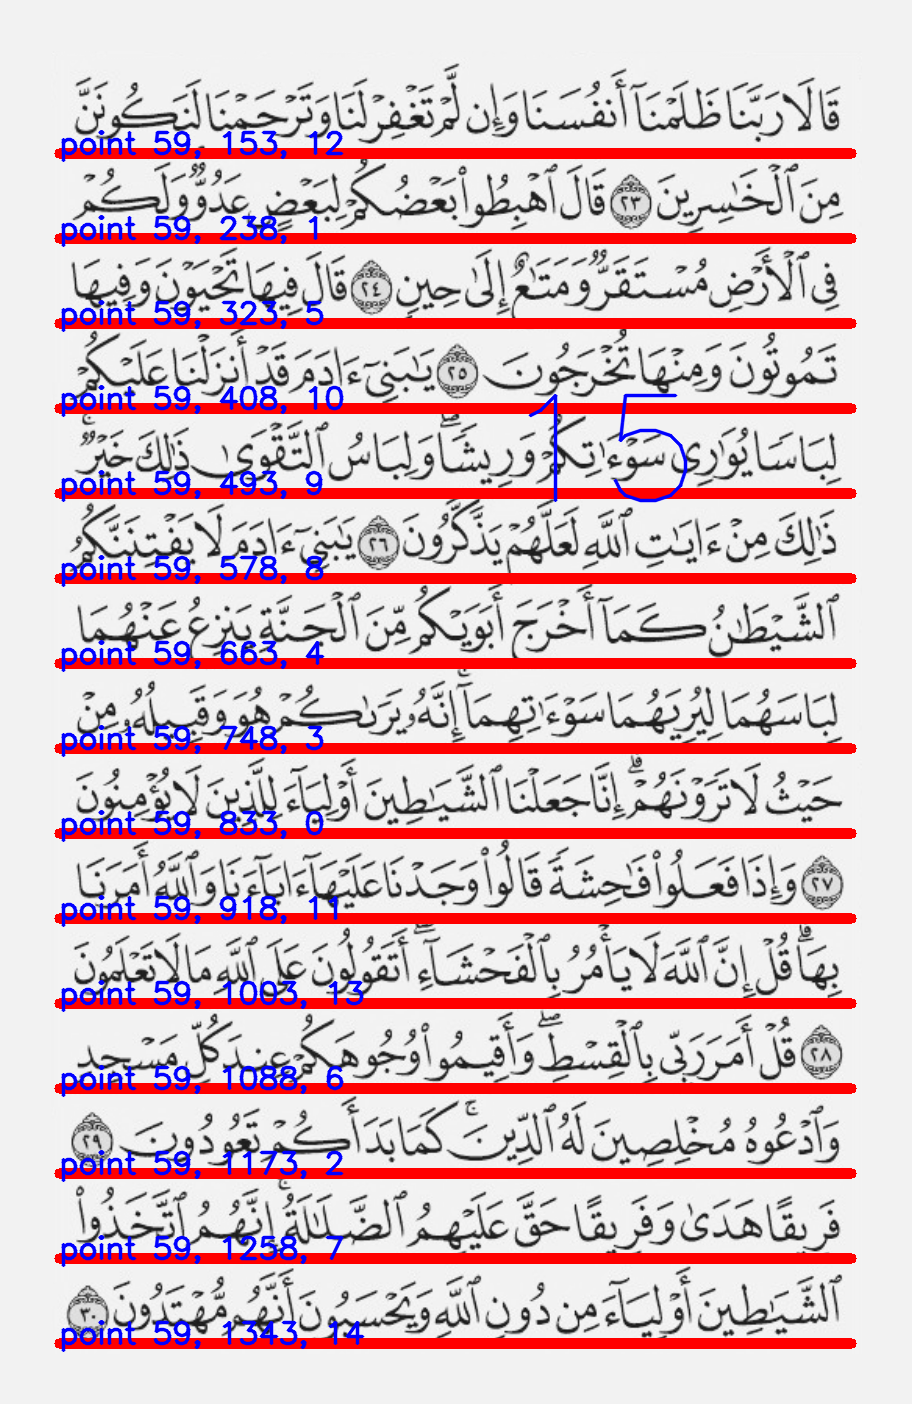 قَالَا رَبَّنَا ظَلَمْنَآ أَنفُسَنَا وَإِن لَّمْ تَغْفِرْ لَنَا وَتَرْحَمْنَا لَنَكُونَنَّ
point 59, 153, 12
مِنَ ٱلْخَٰسِرِينَ ٢٣ قَالَ ٱهْبِطُوا۟ بَعْضُكُمْ لِبَعْضٍ عَدُوٌّ وَلَكُمْ
point 59, 238, 1
فِى ٱلْأَرْضِ مُسْتَقَرٌّ وَمَتَٰعٌ إِلَىٰ حِينٍ ٢٤ قَالَ فِيهَا تَحْيَوْنَ وَفِيهَا
point 59, 323, 5
تَمُوتُونَ وَمِنْهَا تُخْرَجُونَ ٢٥ يَٰبَنِىٓ ءَادَمَ قَدْ أَنزَلْنَا عَلَيْكُمْ
point 59, 408, 10
15
لِبَاسًا يُوَٰرِى سَوْءَٰتِكُمْ وَرِيشًا ۖ وَلِبَاسُ ٱلتَّقْوَىٰ ذَٰلِكَ خَيْرٌ ۚ
point 59, 493, 9
ذَٰلِكَ مِنْ ءَايَٰتِ ٱللَّهِ لَعَلَّهُمْ يَذَّكَّرُونَ ٢٦ يَٰبَنِىٓ ءَادَمَ لَا يَفْتِنَنَّكُمُ
point 59, 578, 8
ٱلشَّيْطَٰنُ كَمَآ أَخْرَجَ أَبَوَيْكُم مِّنَ ٱلْجَنَّةِ يَنزِعُ عَنْهُمَا
point 59, 663, 4
لِبَاسَهُمَا لِيُرِيَهُمَا سَوْءَٰتِهِمَآ ۗ إِنَّهُۥ يَرَىٰكُمْ هُوَ وَقَبِيلُهُۥ مِنْ
point 59, 748, 3
حَيْثُ لَا تَرَوْنَهُمْ ۗ إِنَّا جَعَلْنَا ٱلشَّيَٰطِينَ أَوْلِيَآءَ لِلَّذِينَ لَا يُؤْمِنُونَ
point 59, 833, 0
٢٧ وَإِذَا فَعَلُوا۟ فَٰحِشَةً قَالُوا۟ وَجَدْنَا عَلَيْهَآ ءَابَآءَنَا وَٱللَّهُ أَمَرَنَا
point 59, 918, 11
بِهَا ۗ قُلْ إِنَّ ٱللَّهَ لَا يَأْمُرُ بِٱلْفَحْشَآءِ ۖ أَتَقُولُونَ عَلَى ٱللَّهِ مَا لَا تَعْلَمُونَ
point 59, 1003, 13
٢٨ قُلْ أَمَرَ رَبِّى بِٱلْقِسْطِ ۖ وَأَقِيمُوا۟ وُجُوهَكُمْ عِندَ كُلِّ مَسْجِدٍ
point 59, 1088, 6
وَٱدْعُوهُ مُخْلِصِينَ لَهُ ٱلدِّينَ ۚ كَمَا بَدَأَكُمْ تَعُودُونَ ٢٩
point 59, 1173, 2
فَرِيقًا هَدَىٰ وَفَرِيقًا حَقَّ عَلَيْهِمُ ٱلضَّلَٰلَةُ ۗ إِنَّهُمُ ٱتَّخَذُوا۟
point 59, 1258, 7
ٱلشَّيَٰطِينَ أَوْلِيَآءَ مِن دُونِ ٱللَّهِ وَيَحْسَبُونَ أَنَّهُم مُّهْتَدُونَ ٣٠
point 59, 1343, 14